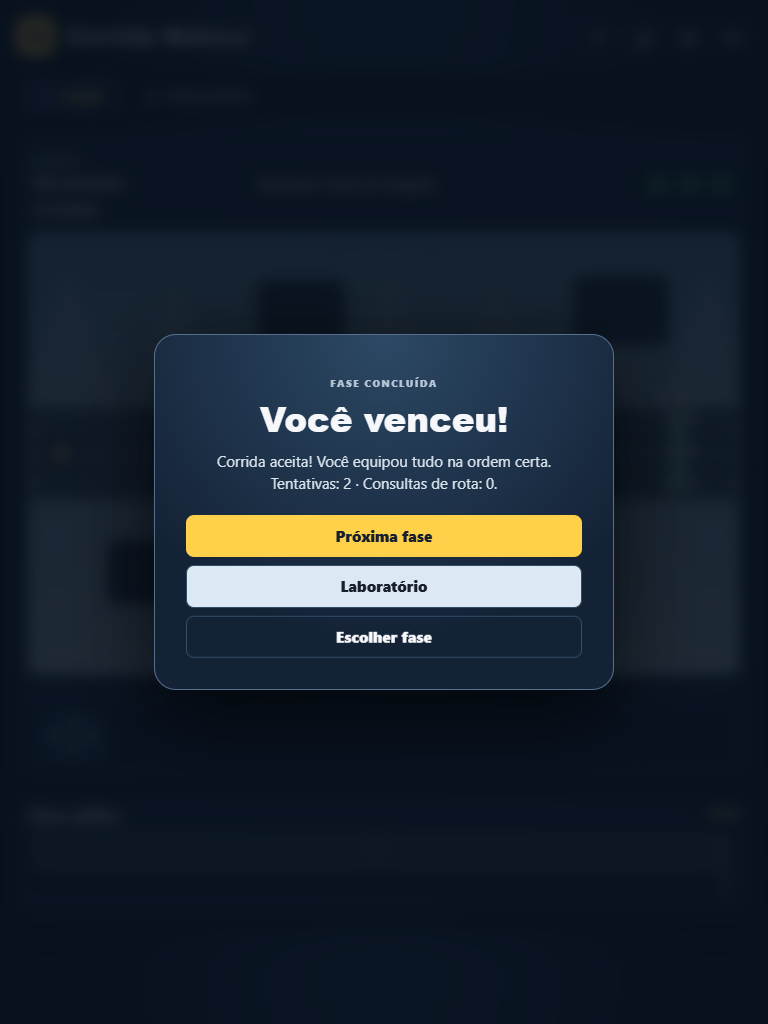 FASE CONCLUÍDA
Você venceu!
Corrida aceita! Você equipou tudo na ordem certa.
Tentativas: 2 · Consultas de rota: 0.
Próxima fase
Laboratório
Escolher fase